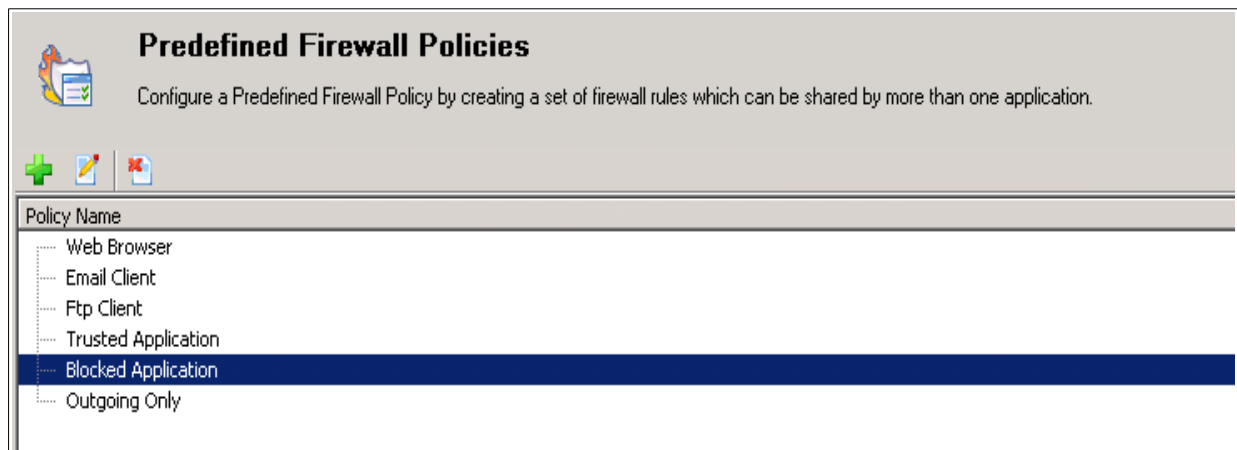 Predefined Firewall Policies
Configure a Predefined Firewall Policy by creating a set of firewall rules which can be shared by more than one application.
Policy Name
Web Browser
Email Client
Ftp Client
Trusted Application
Blocked Application
Outgoing Only